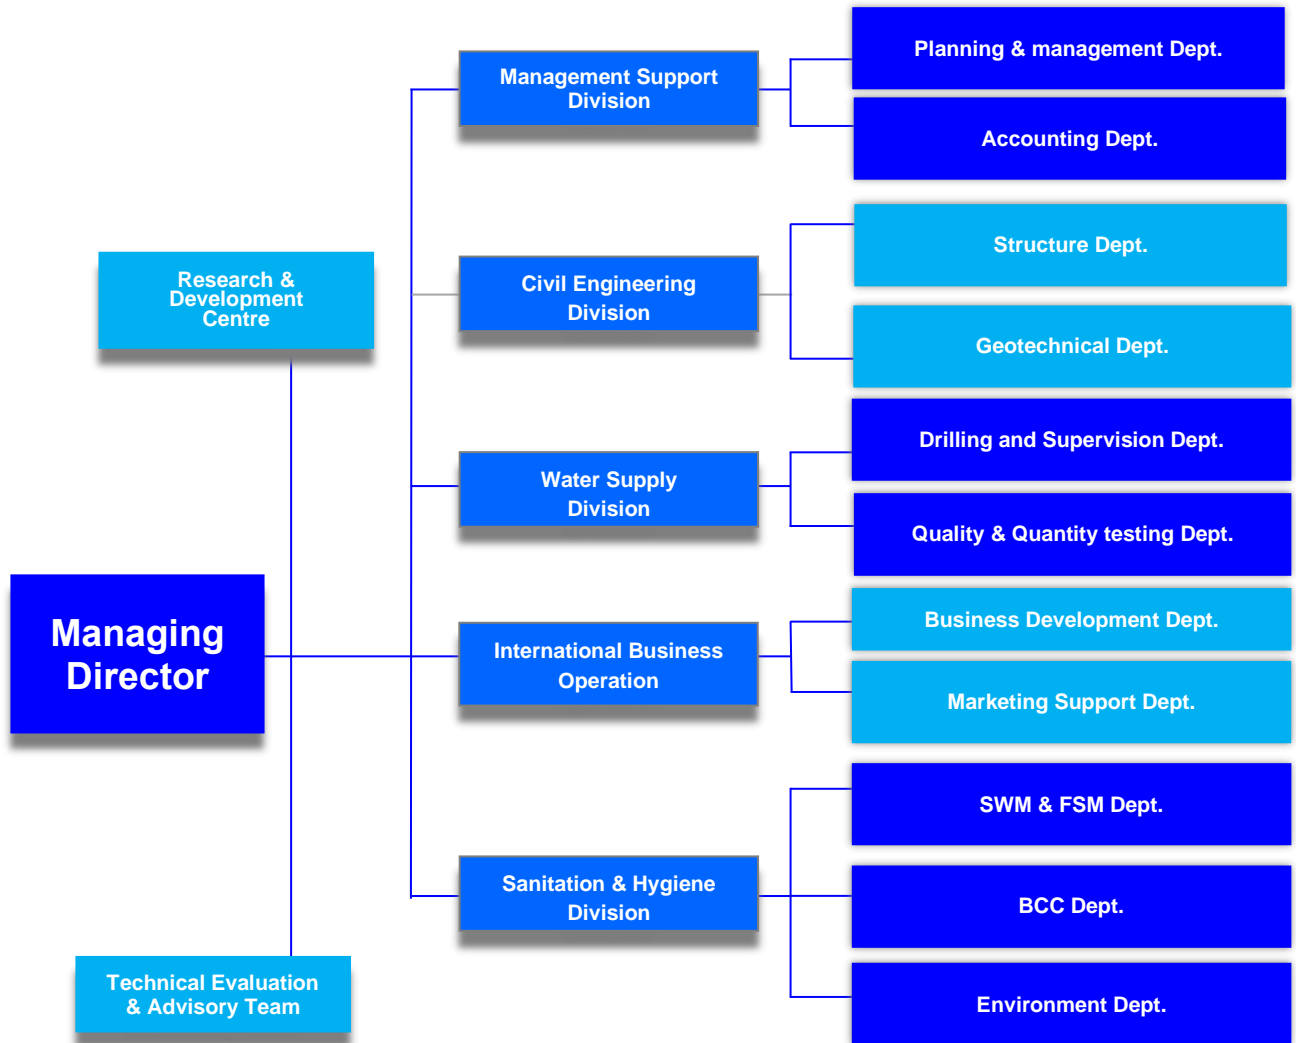 Managing
Director
Research &
Development
Centre
Technical Evaluation
& Advisory Team
Management Support
Division
Planning & management Dept.
Accounting Dept.
Civil Engineering
Division
Structure Dept.
Geotechnical Dept.
Water Supply
Division
Drilling and Supervision Dept.
Quality & Quantity testing Dept.
International Business
Operation
Business Development Dept.
Marketing Support Dept.
Sanitation & Hygiene
Division
SWM & FSM Dept.
BCC Dept.
Environment Dept.